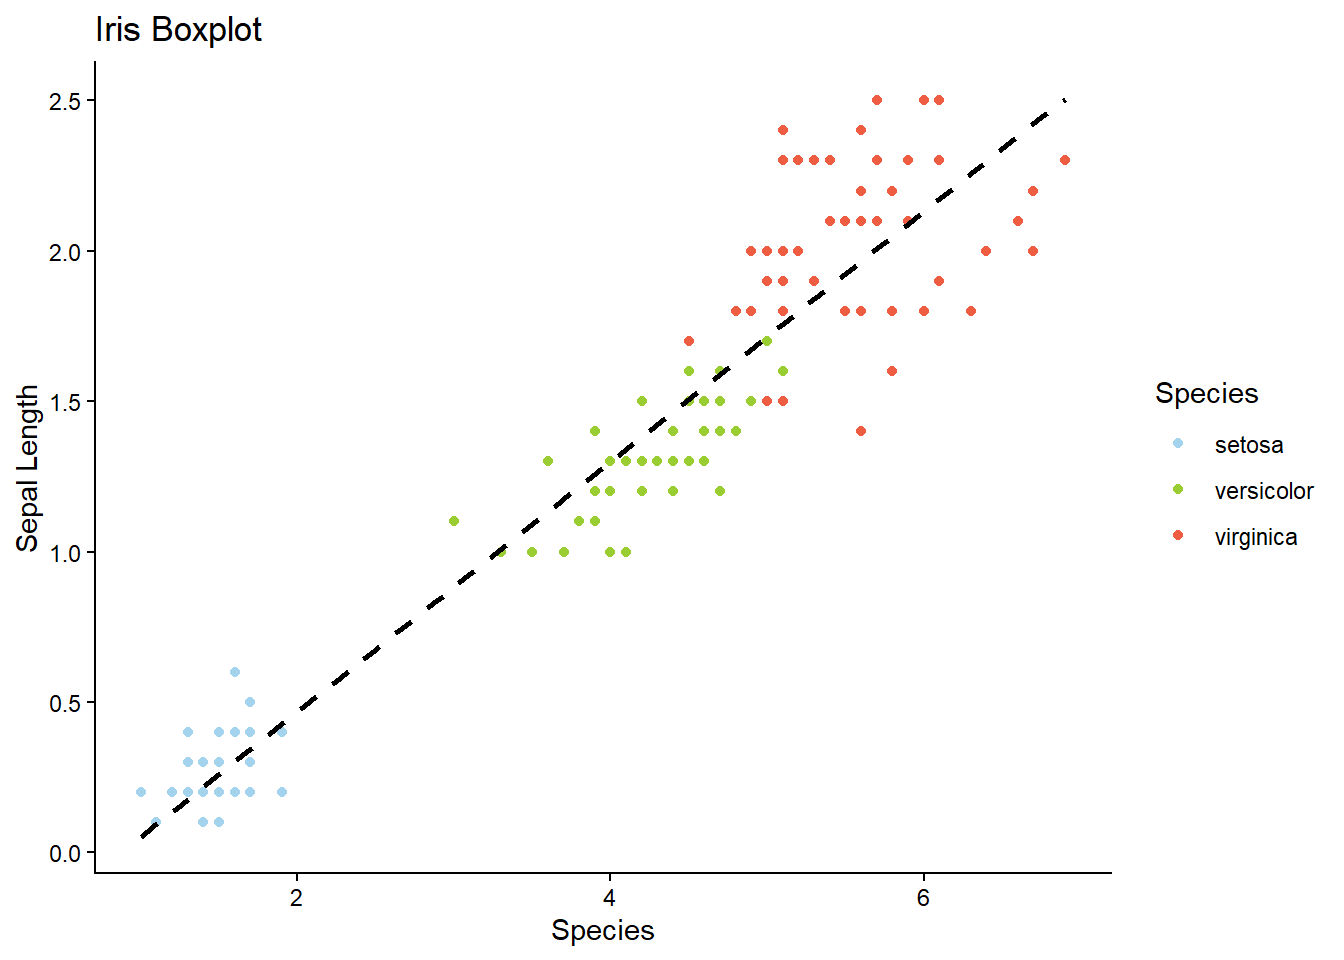 Iris Boxplot
2.5
2.0
1.5
1.0
0.5
0.0
Sepal Length
2 4 6
Species
Species
setosa
versicolor
virginica